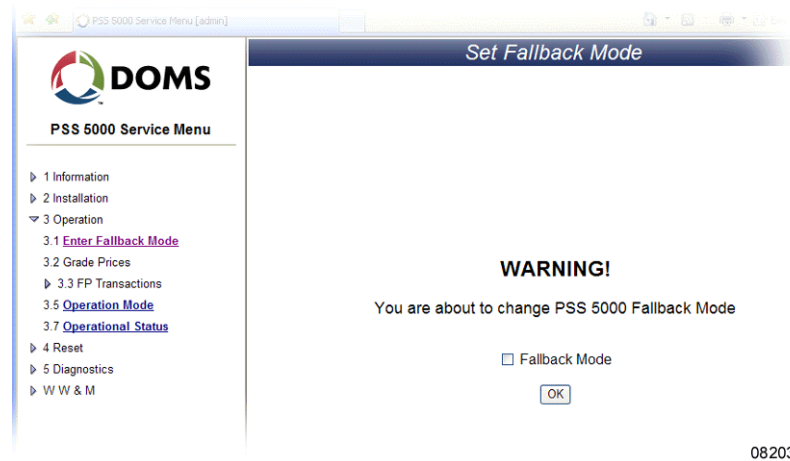 PSS 5000 Service Menu [admin]
DOMS
PSS 5000 Service Menu
1 Information
2 Installation
3 Operation
3.1 Enter Fallback Mode
3.2 Grade Prices
3.3 FP Transactions
3.5 Operation Mode
3.7 Operational Status
4 Reset
5 Diagnostics
W W & M
Set Fallback Mode
WARNING!
You are about to change PSS 5000 Fallback Mode
Fallback Mode
OK
08203